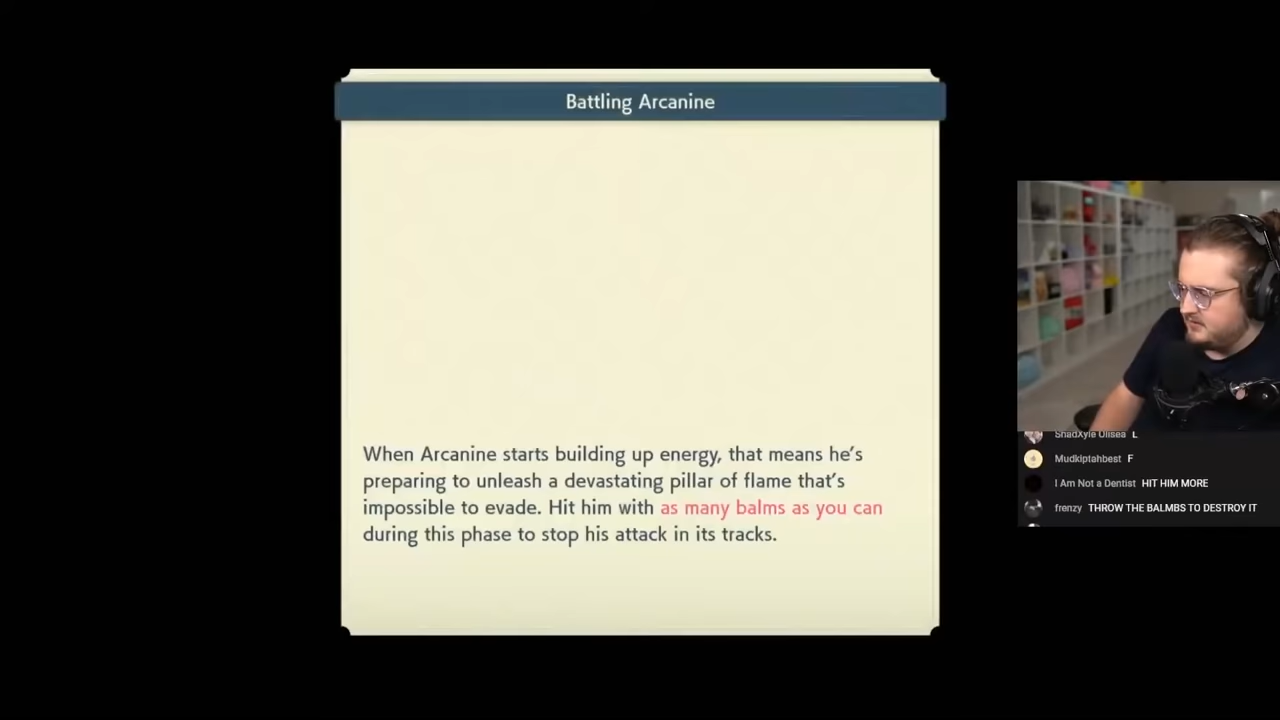 Battling Arcanine
When Arcanine starts building up energy, that means he's
preparing to unleash a devastating pillar of flame that's
impossible to evade. Hit him with as many balms as you can
during this phase to stop his attack in its tracks.
L
Mudkiptahbest F
I Am Not a Dentist HIT HIM MORE
frenzy THROW THE BALMBS TO DESTROY IT